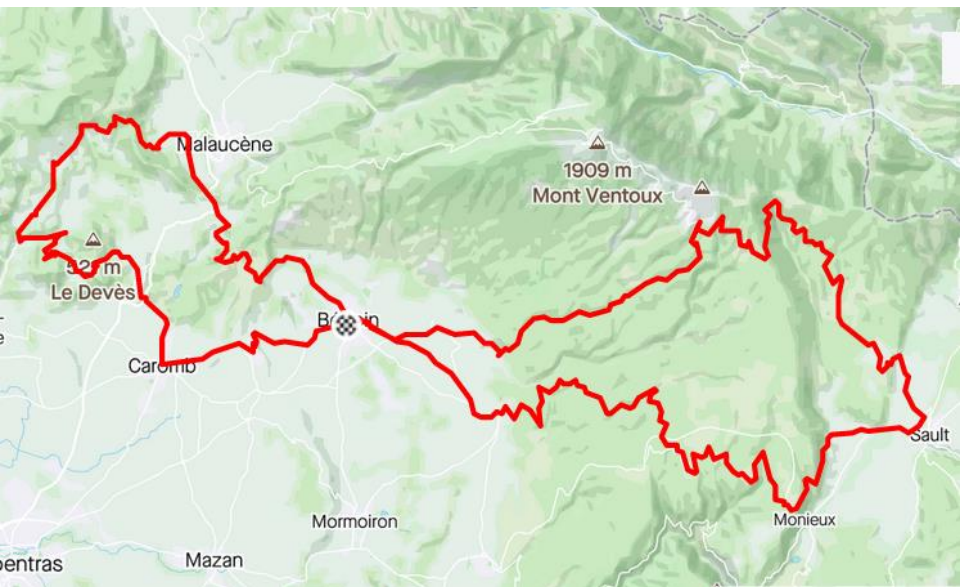 Malaucène
1909 m
Mont Ventoux
m
Le Devès
Caromb
Sault
Mormoiron
Monieux
Mazan
pentras